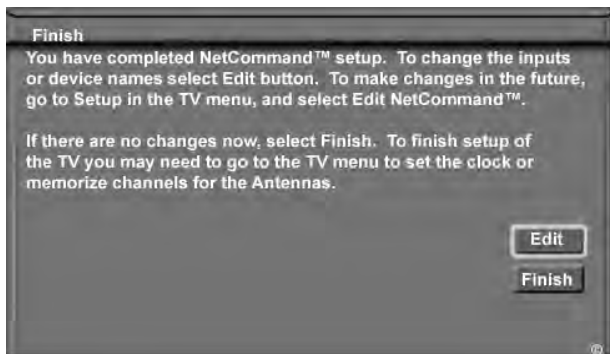 Finish
You have completed NetCommand™ setup.  To change the inputs
or device names select Edit button.  To make changes in the future,
go to Setup in the TV menu, and select Edit NetCommand™.
If there are no changes now, select Finish.  To finish setup of
the TV you may need to go to the TV menu to set the clock or
memorize channels for the Antennas.
Edit
Finish
©